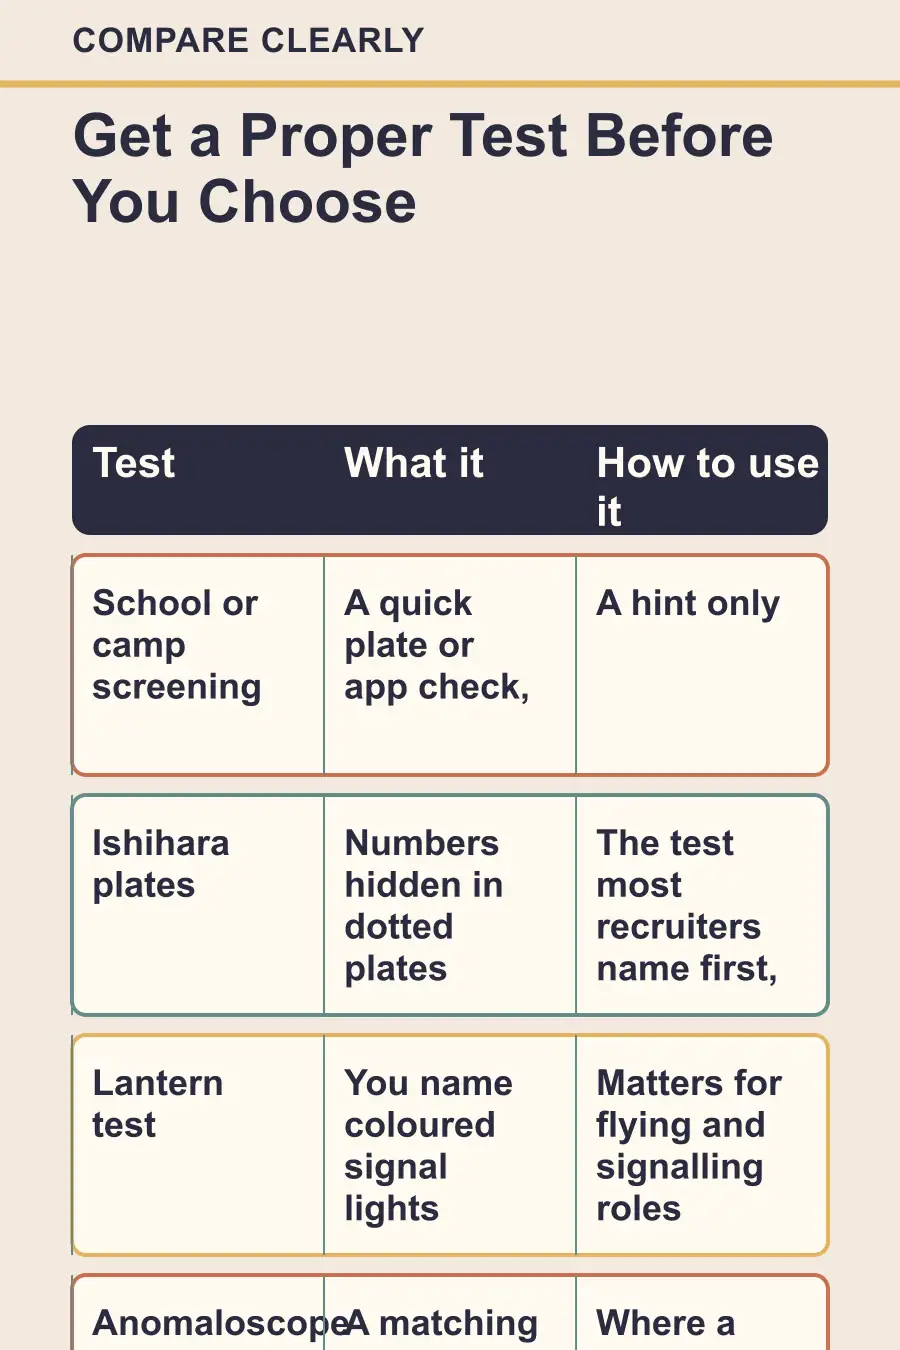 COMPARE CLEARLY
Get a Proper Test Before
You Choose
Test
What it
How to use
it
School or
camp
screening
A quick
plate or
app check,
A hint only
Ishihara
plates
Numbers
hidden in
dotted
plates
The test
most
recruiters
name first,
Lantern
test
You name
coloured
signal
lights
Matters for
flying and
signalling
roles
Anomaloscope
A matching
Where a